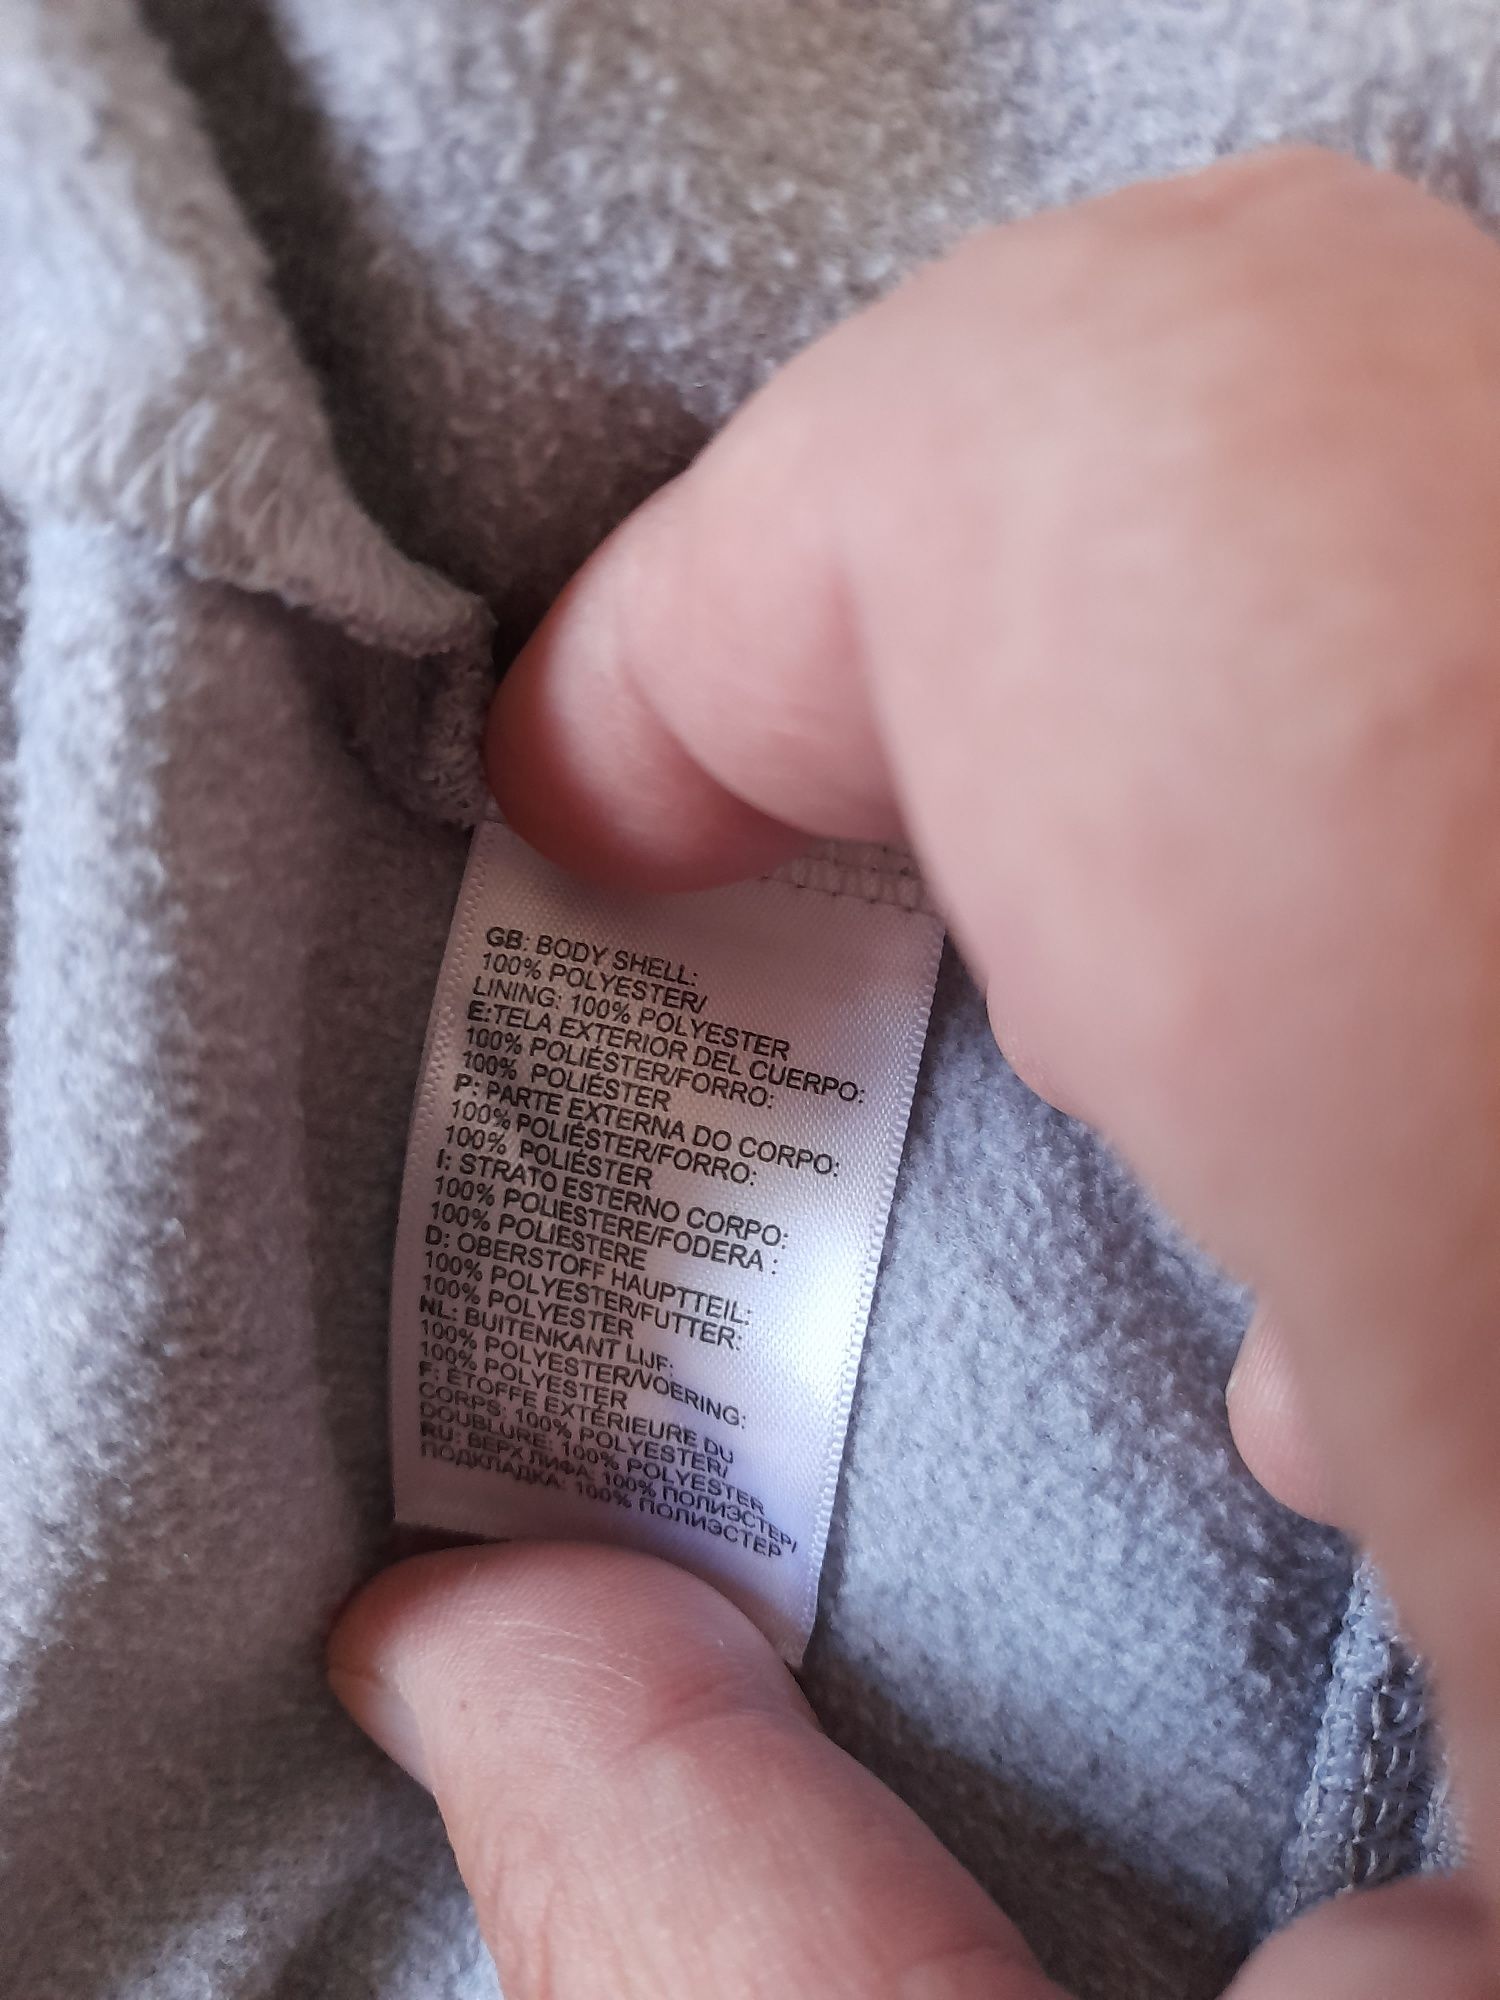 GB: BODY SHELL:
100% POLYESTER/
LINING: 100% POLYESTER
E:TELA EXTERIOR DEL CUERPO:
100% POLIÉSTER/FORRO:
100% POLIÉSTER
P: PARTE EXTERNA DO CORPO:
100% POLIÉSTER/FORRO:
100% POLIÉSTER
I: STRATO ESTERNO CORPO:
100% POLIESTERE/FODERA :
100% POLIESTERE
D: OBERSTOFF HAUPTTEIL:
100% POLYESTER/FUTTER:
100% POLYESTER
NL: BUITENKANT LIJF:
100% POLYESTER/VOERING:
100% POLYESTER
F: ÉTOFFE EXTÉRIEURE DU
CORPS: 100% POLYESTER/
DOUBLURE: 100% POLYESTER
RU: ВЕРХ ЛИФА: 100% ПОЛИЭСТЕР/
ПОДКЛАДКА: 100% ПОЛИЭСТЕР